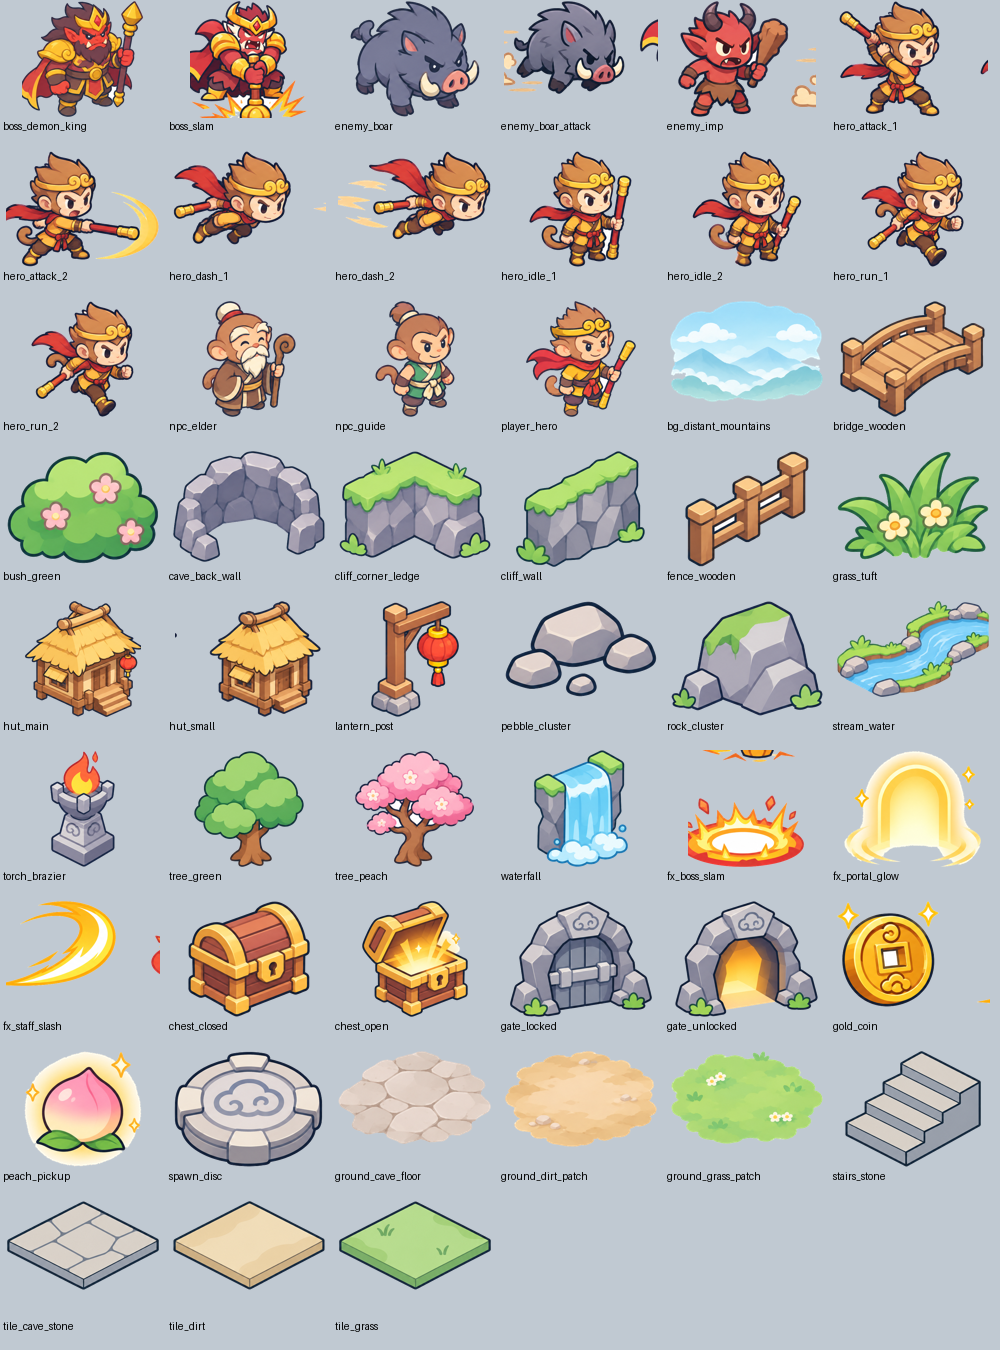 boss_demon_king
boss_slam
enemy_boar
enemy_boar_attack
enemy_imp
hero_attack_1
hero_attack_2
hero_dash_1
hero_dash_2
hero_idle_1
hero_idle_2
hero_run_1
hero_run_2
npc_elder
npc_guide
player_hero
bg_distant_mountains
bridge_wooden
bush_green
cave_back_wall
cliff_corner_ledge
cliff_wall
fence_wooden
grass_tuft
hut_main
hut_small
lantern_post
pebble_cluster
rock_cluster
stream_water
torch_brazier
tree_green
tree_peach
waterfall
fx_boss_slam
fx_portal_glow
fx_staff_slash
chest_closed
chest_open
gate_locked
gate_unlocked
gold_coin
peach_pickup
spawn_disc
ground_cave_floor
ground_dirt_patch
ground_grass_patch
stairs_stone
tile_cave_stone
tile_dirt
tile_grass